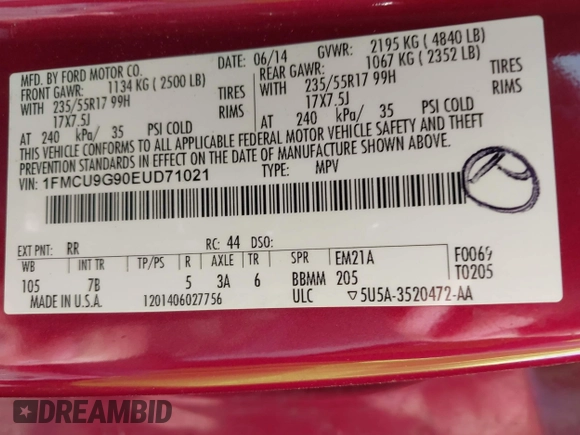 MFD. BY FORD MOTOR CO.
DATE: 06/14 GVWR: 2195 KG ( 4840 LB)
FRONT GAWR: 1134 KG ( 2500 LB) REAR GAWR: 1067 KG ( 2352 LB)
WITH 235/55R17 99H TIRES WITH 235/55R17 99H TIRES
17X7.5J RIMS 17X7.5J RIMS
AT 240 kPa/ 35 PSI COLD AT 240 kPa/ 35 PSI COLD
THIS VEHICLE CONFORMS TO ALL APPLICABLE FEDERAL MOTOR VEHICLE SAFETY AND THEFT
PREVENTION STANDARDS IN EFFECT ON THE DATE OF MANUFACTURE SHOWN ABOVE.
VIN: 1FMCU9G90EUD71021 TYPE: MPV
EXT PNT: RR RC: 44 DSO: F0069
WB INT TR TP/PS R AXLE TR SPR EM21A T0205
105 7B 5 3A 6 BBMM 205
MADE IN U.S.A. 1201406027756 ULC ▽5U5A-3520472-AA
DREAMBID